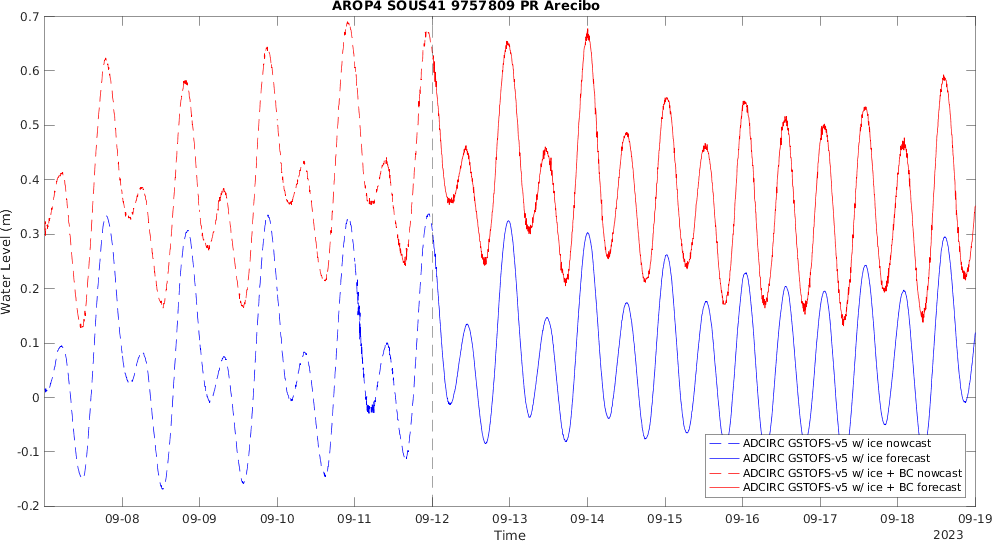 AROP4 SOUS41 9757809 PR Arecibo
0.7
0.6
0.5
0.4
0.3
0.2
0.1
0
-0.1
-0.2
Water Level (m)
09-08 09-09 09-10 09-11 09-12 09-13 09-14 09-15 09-16 09-17 09-18 09-19
Time
2023
ADCIRC GSTOFS-v5 w/ ice nowcast
ADCIRC GSTOFS-v5 w/ ice forecast
ADCIRC GSTOFS-v5 w/ ice + BC nowcast
ADCIRC GSTOFS-v5 w/ ice + BC forecast